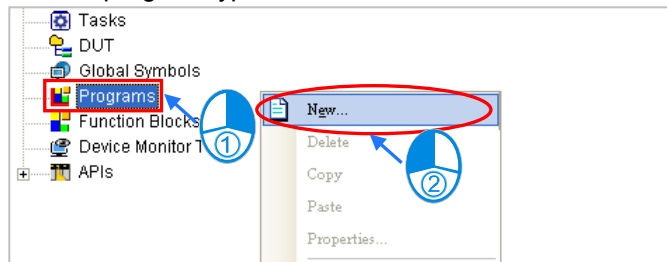 Tasks
DUT
Global Symbols
Programs
Function Blocks
Device Monitor T
APIs
①
New...
Delete
②
Copy
Paste
Properties...